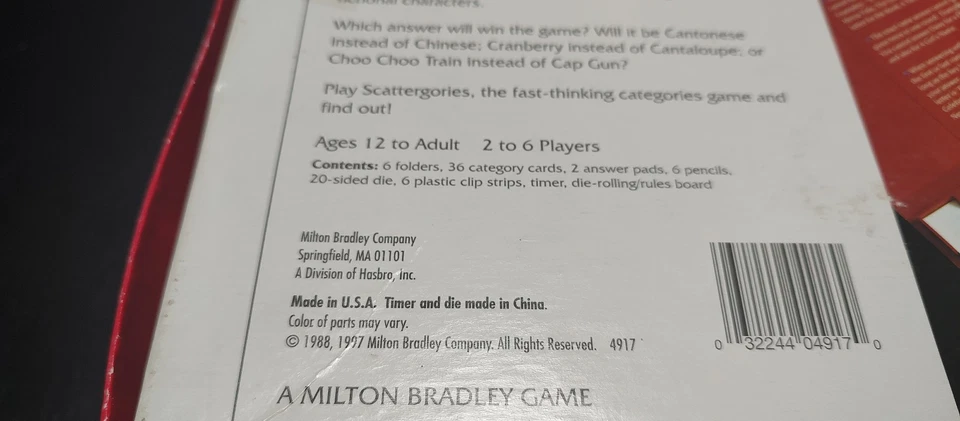 characters.
Which answer will win the game? Will it be Cantonese
instead of Chinese; Cranberry instead of Cantaloupe; or
Choo Choo Train instead of Cap Gun?
Play Scattergories, the fast-thinking categories game and
find out!
Ages 12 to Adult 2 to 6 Players
Contents: 6 folders, 36 category cards, 2 answer pads, 6 pencils,
20-sided die, 6 plastic clip strips, timer, die-rolling/rules board
Milton Bradley Company
Springfield, MA 01101
A Division of Hasbro, Inc.
Made in U.S.A. Timer and die made in China.
Color of parts may vary.
© 1988, 1997 Milton Bradley Company. All Rights Reserved. 4917
0 32244 04917 0
A MILTON BRADLEY GAME